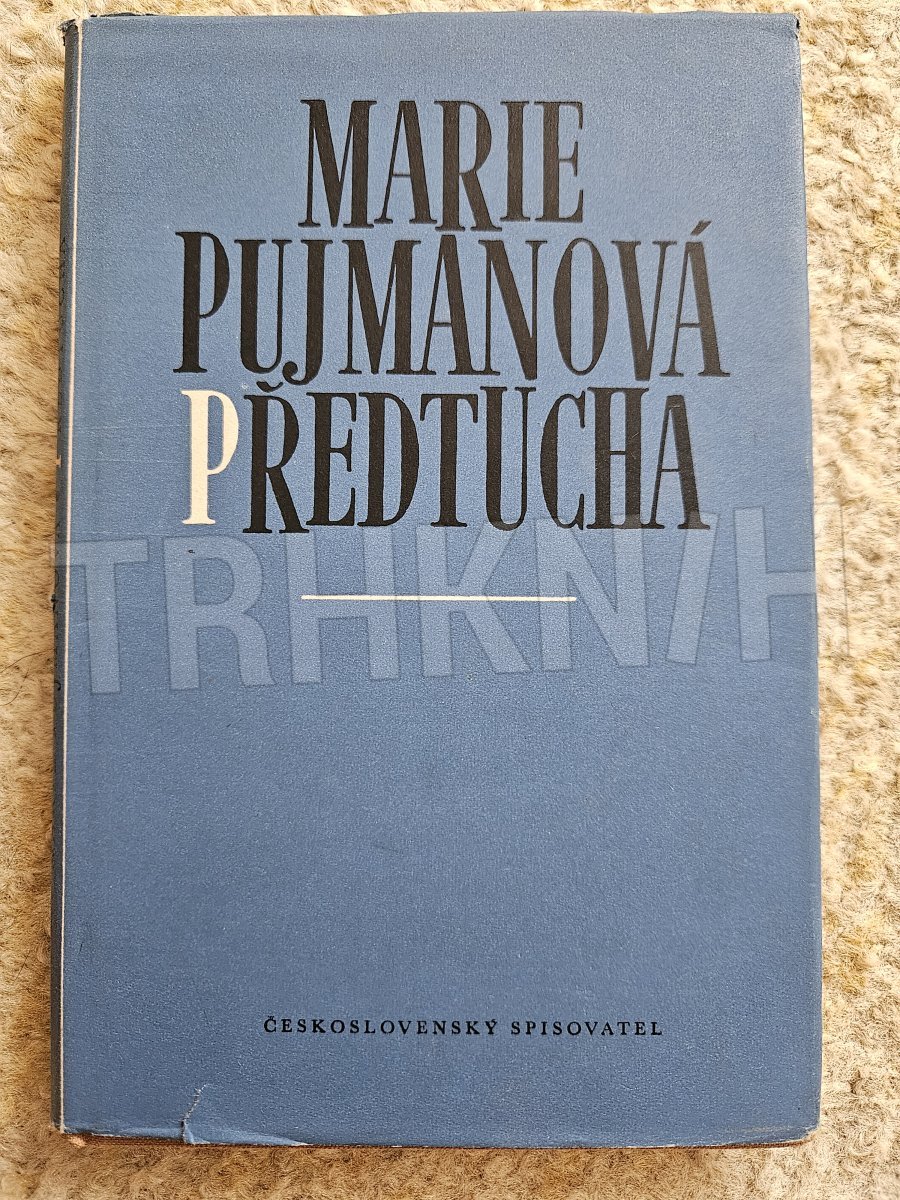 MARIE
PUJMANOVÁ
PŘEDTUCHA
TRHKNIH
ČESKOSLOVENSKÝ SPISOVATEL